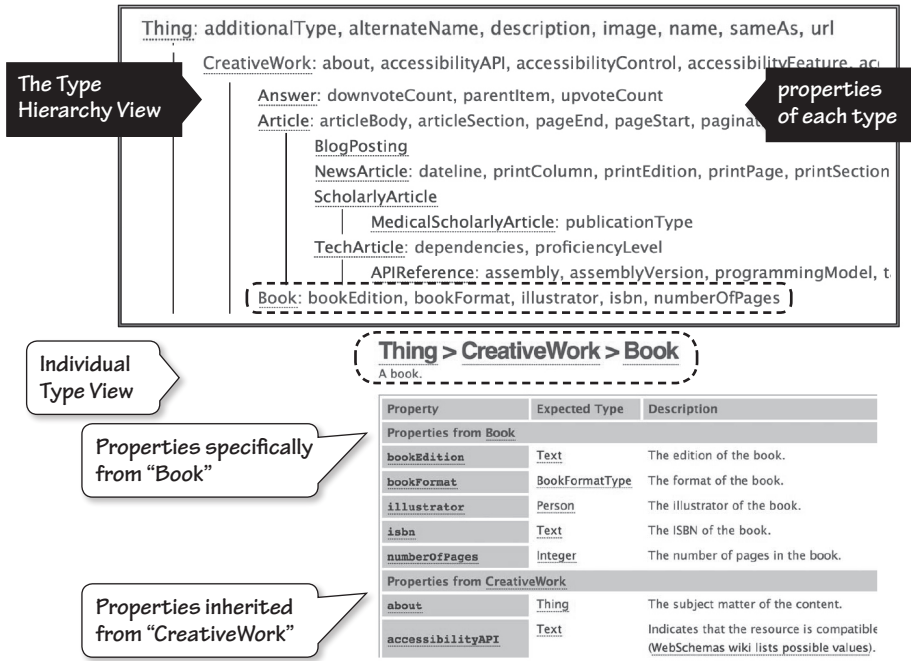 Thing: additionalType, alternateName, description, image, name, sameAs, url
CreativeWork: about, accessibilityAPI, accessibilityControl, accessibilityFeature,
The Type
Hierarchy View
properties
of each type
Answer: downvoteCount, parentItem, upvoteCount
Article: articleBody, articleSection, pageEnd, pageStart,
BlogPosting
NewsArticle: dateline, printColumn, printEdition, printPage, printSection
ScholarlyArticle
MedicalScholarlyArticle: publicationType
TechArticle: dependencies, proficiencyLevel
APIReference: assembly, assemblyVersion, programmingModel,
Book: bookEdition, bookFormat, illustrator, isbn, numberOfPages
Individual
Type View
Thing > CreativeWork > Book
A book.
Property Expected Type Description
Properties specifically
from “Book”
Properties from Book
bookEdition Text The edition of the book.
bookFormat BookFormatType The format of the book.
illustrator Person The illustrator of the book.
isbn Text The ISBN of the book.
numberOfPages Integer The number of pages in the book.
Properties inherited
from “CreativeWork”
Properties from CreativeWork
about Thing The subject matter of the content.
accessibilityAPI Text Indicates that the resource is compatible
(WebSchemas wiki lists possible values).